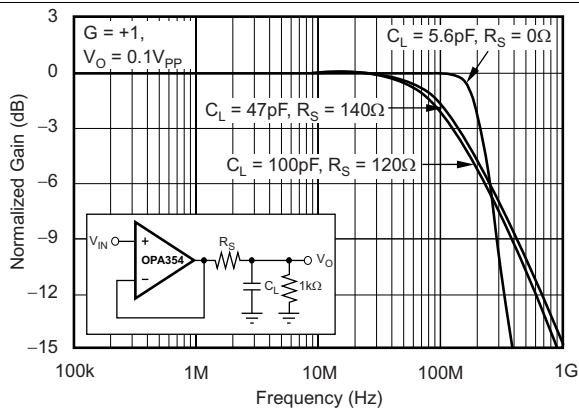 G = +1,
V_O = 0.1V_PP
C_L = 5.6pF, R_S = 0Ω
C_L = 47pF, R_S = 140Ω
C_L = 100pF, R_S = 120Ω
3
0
−3
−6
−9
−12
−15
Normalized Gain (dB)
V_IN
+
−
OPA354
R_S
V_O
C_L
1kΩ
100k
1M
10M
100M
1G
Frequency (Hz)